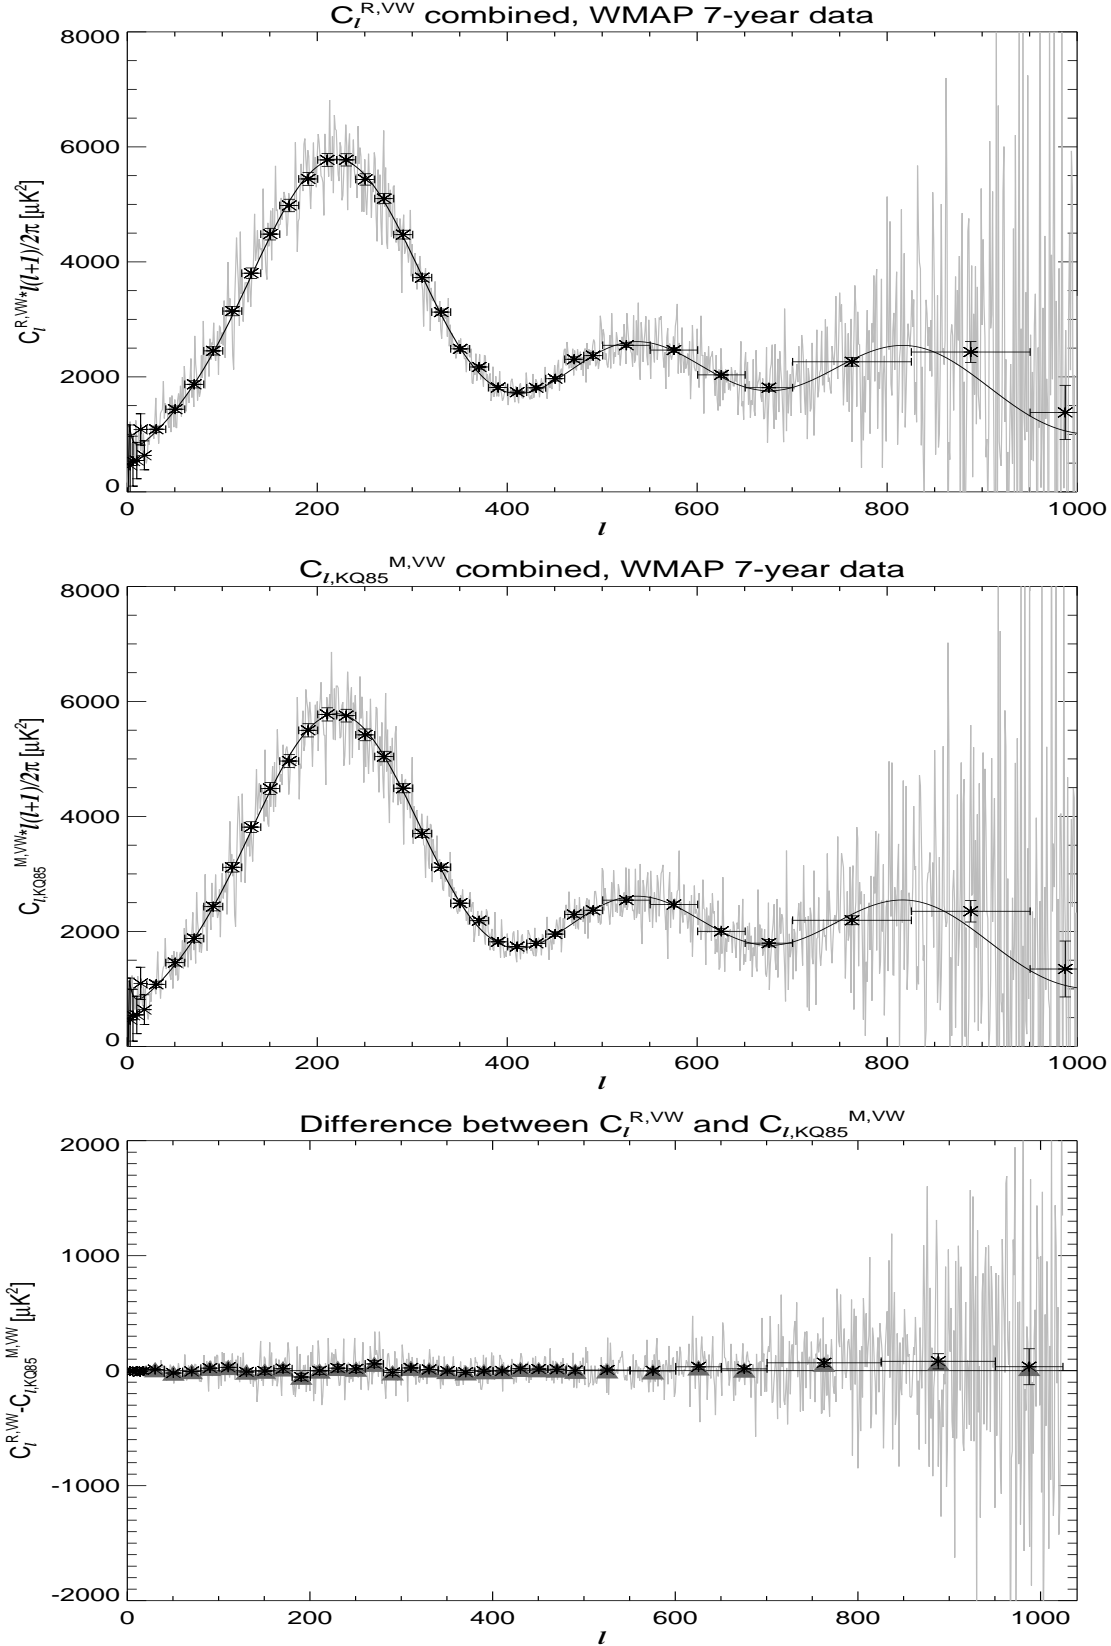 C_l^R,VW combined, WMAP 7-year data
8000
6000
4000
2000
0
C_l^R,VW*l(l+1)/2π [μK²]
0 200 400 600 800 1000
l
C_l,KQ85^M,VW combined, WMAP 7-year data
8000
6000
4000
2000
0
C_l,KQ85^M,VW*l(l+1)/2π [μK²]
0 200 400 600 800 1000
l
Difference between C_l^R,VW and C_l,KQ85^M,VW
2000
1000
0
-1000
-2000
C_l^R,VW-C_l,KQ85^M,VW [μK²]
0 200 400 600 800 1000
l